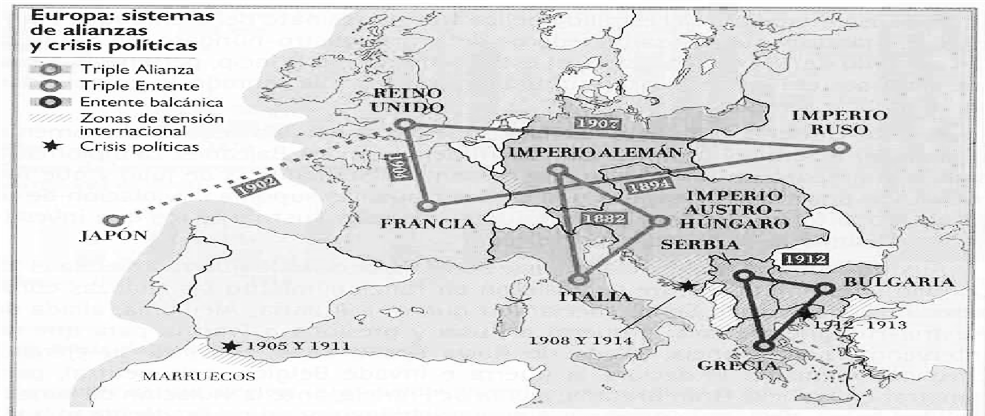 Europa: sistemas
de alianzas
y crisis políticas
Triple Alianza
Triple Entente
Entente balcánica
Zonas de tensión
internacional
Crisis políticas
REINO
UNIDO
1907
IMPERIO
RUSO
IMPERIO ALEMÁN
1904
1902
1894
JAPÓN
FRANCIA
1882
IMPERIO
AUSTRO-
HÚNGARO
SERBIA
1912
ITALIA
BULGARIA
1912-1913
1908 Y 1914
1905 Y 1911
GRECIA
MARRUECOS